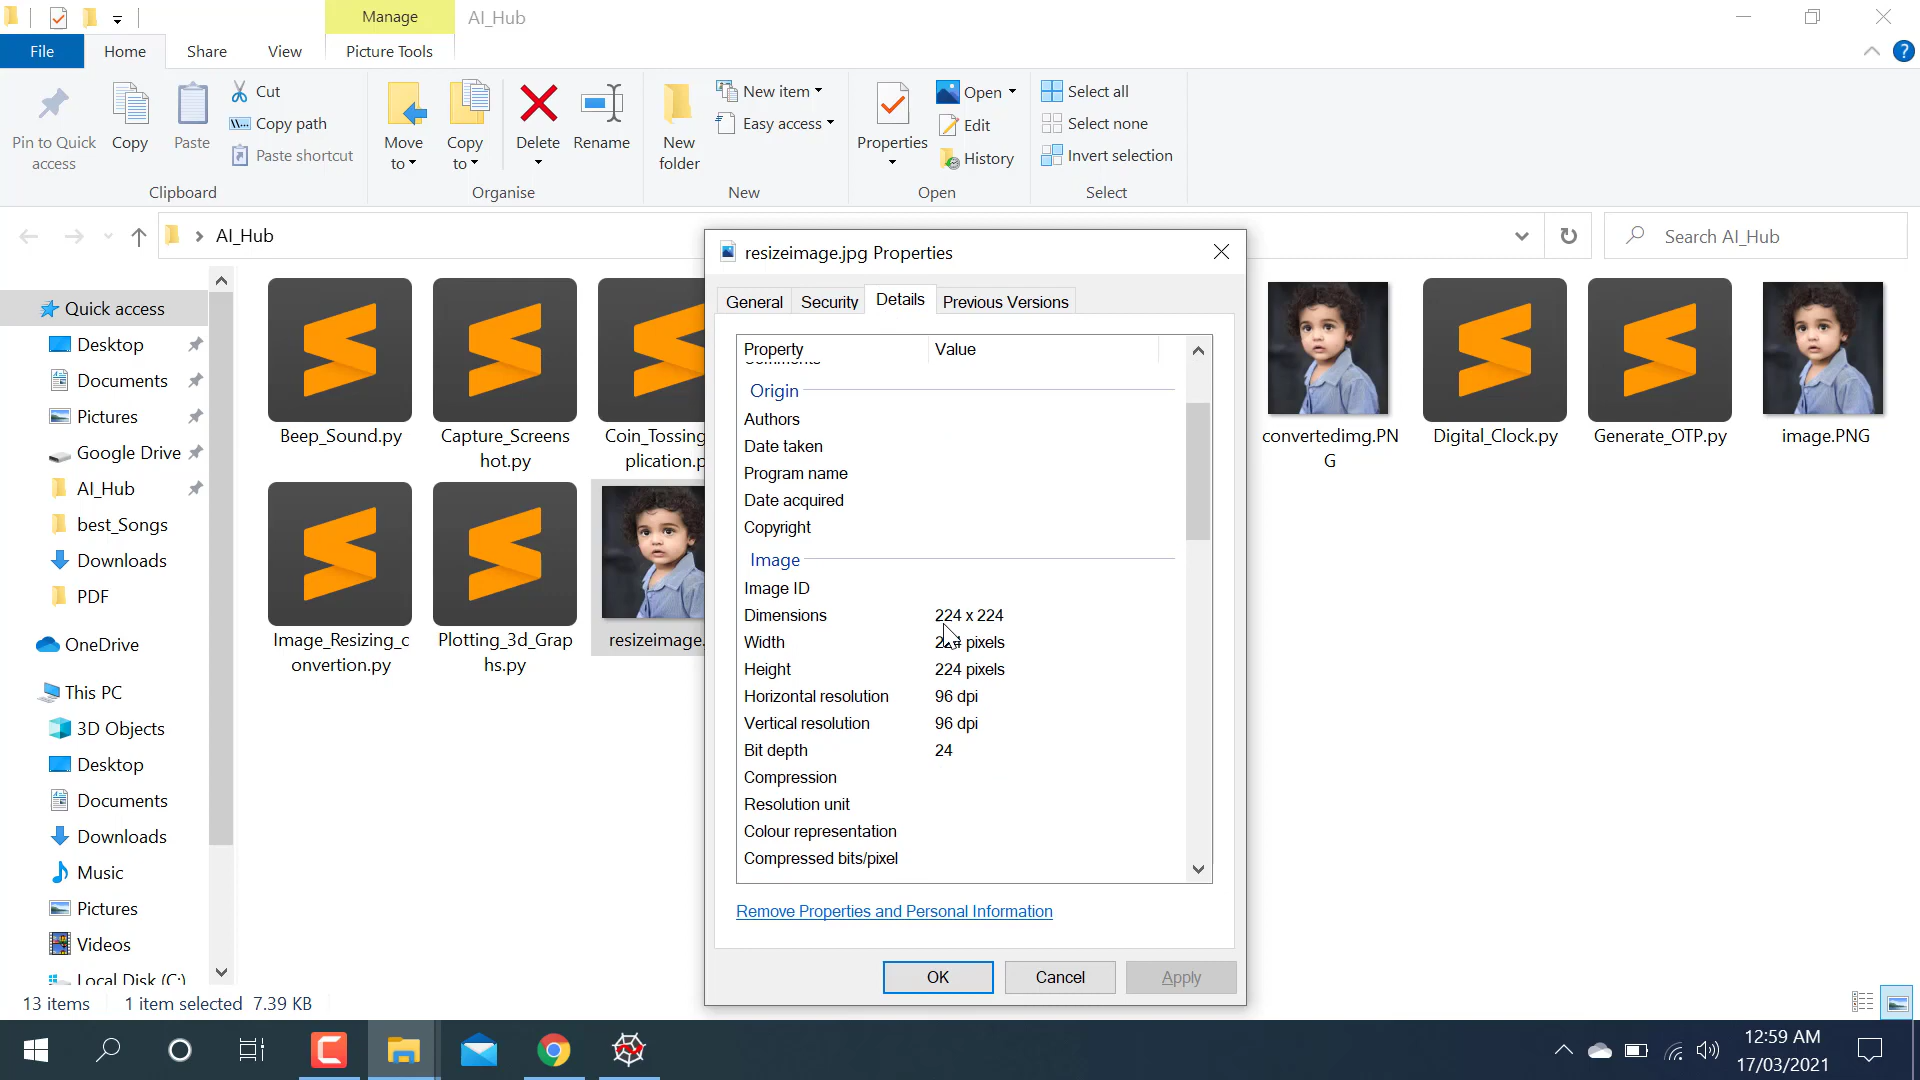 Manage
AI_Hub
File
Home
Share
View
Picture Tools
Pin to Quick access
Copy
Paste
Cut
Copy path
Paste shortcut
Clipboard
Move to
Copy to
Delete
Rename
Organise
New folder
New item
Easy access
New
Properties
Open
Edit
History
Open
Select all
Select none
Invert selection
Select
AI_Hub
Search AI_Hub
Quick access
Desktop
Documents
Pictures
Google Drive
AI_Hub
best_Songs
Downloads
PDF
OneDrive
This PC
3D Objects
Desktop
Documents
Downloads
Music
Pictures
Videos
Local Disk (C:)
Beep_Sound.py
Capture_Screens
hot.py
Coin_Tossing
plication.p
convertedimg.PN
G
Digital_Clock.py
Generate_OTP.py
image.PNG
Image_Resizing_c
onvertion.py
Plotting_3d_Grap
hs.py
resizeimage.
resizeimage.jpg Properties
General
Security
Details
Previous Versions
Property
Value
Origin
Authors
Date taken
Program name
Date acquired
Copyright
Image
Image ID
Dimensions 224 x 224
Width 224 pixels
Height 224 pixels
Horizontal resolution 96 dpi
Vertical resolution 96 dpi
Bit depth 24
Compression
Resolution unit
Colour representation
Compressed bits/pixel
Remove Properties and Personal Information
OK
Cancel
Apply
13 items
1 item selected 7.39 KB
12:59 AM
17/03/2021